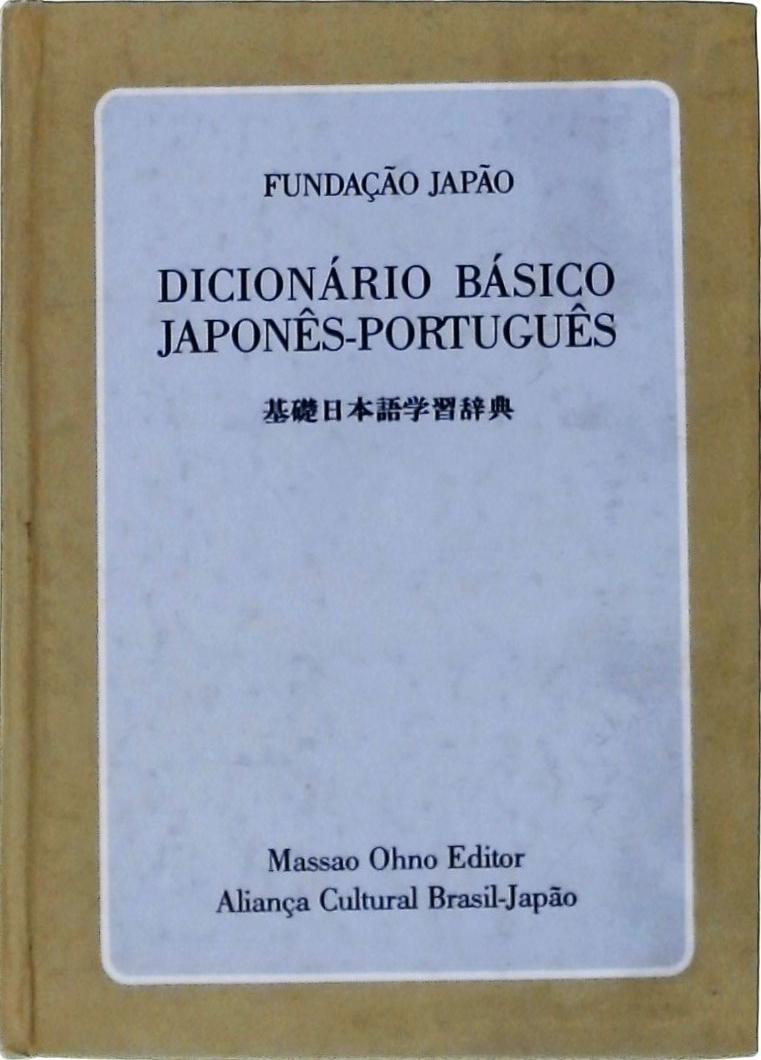 FUNDAÇÃO JAPÃO
DICIONÁRIO BÁSICO
JAPONÊS-PORTUGUÊS
基礎日本語学習辞典
Massao Ohno Editor
Aliança Cultural Brasil-Japão